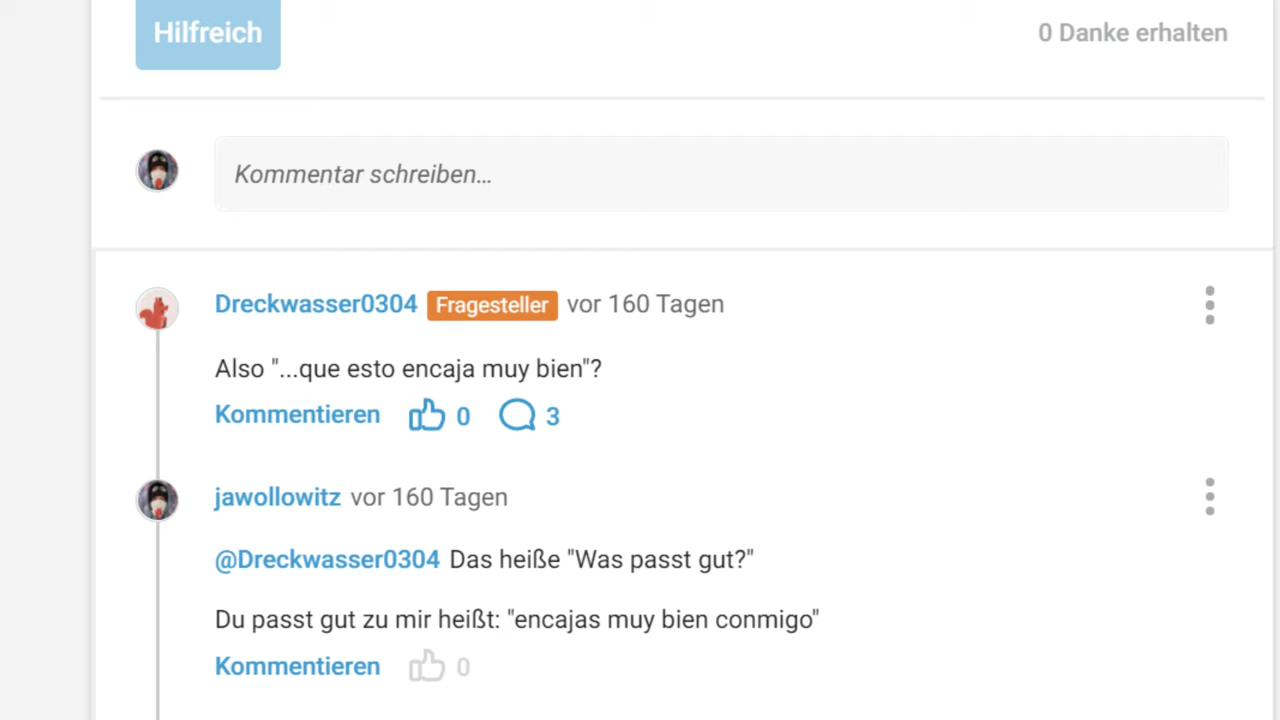 Hilfreich
0 Danke erhalten
Kommentar schreiben...
Dreckwasser0304 Fragesteller vor 160 Tagen
Also "...que esto encaja muy bien"?
Kommentieren 0 3
jawollowitz vor 160 Tagen
@Dreckwasser0304 Das heiße "Was passt gut?"
Du passt gut zu mir heißt: "encajas muy bien conmigo"
Kommentieren 0